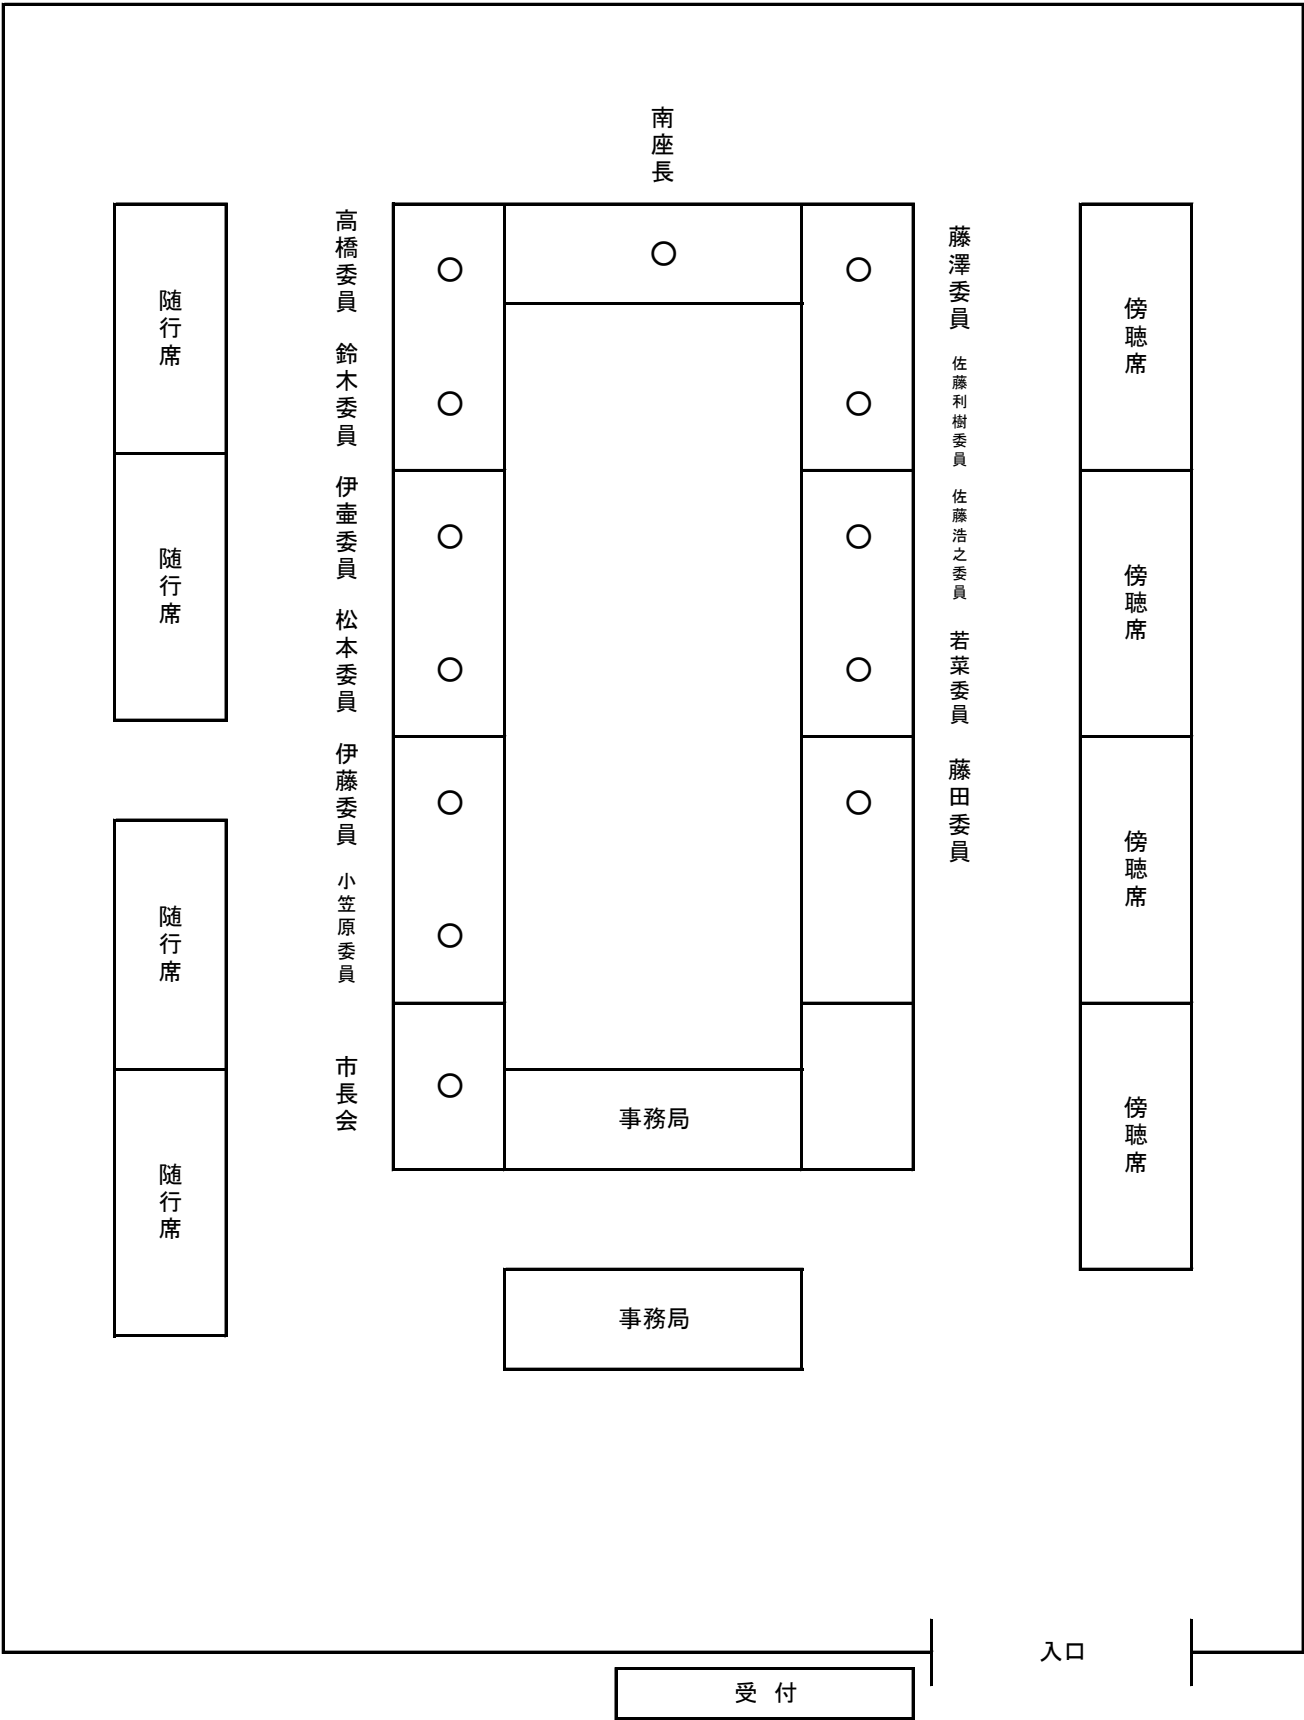 南座長
高橋委員
鈴木委員
伊壷委員
松本委員
伊藤委員
小笠原委員
市長会
藤澤委員
佐藤利樹委員
佐藤浩之委員
若菜委員
藤田委員
随行席
随行席
随行席
随行席
傍聴席
傍聴席
傍聴席
傍聴席
事務局
事務局
入口
受 付